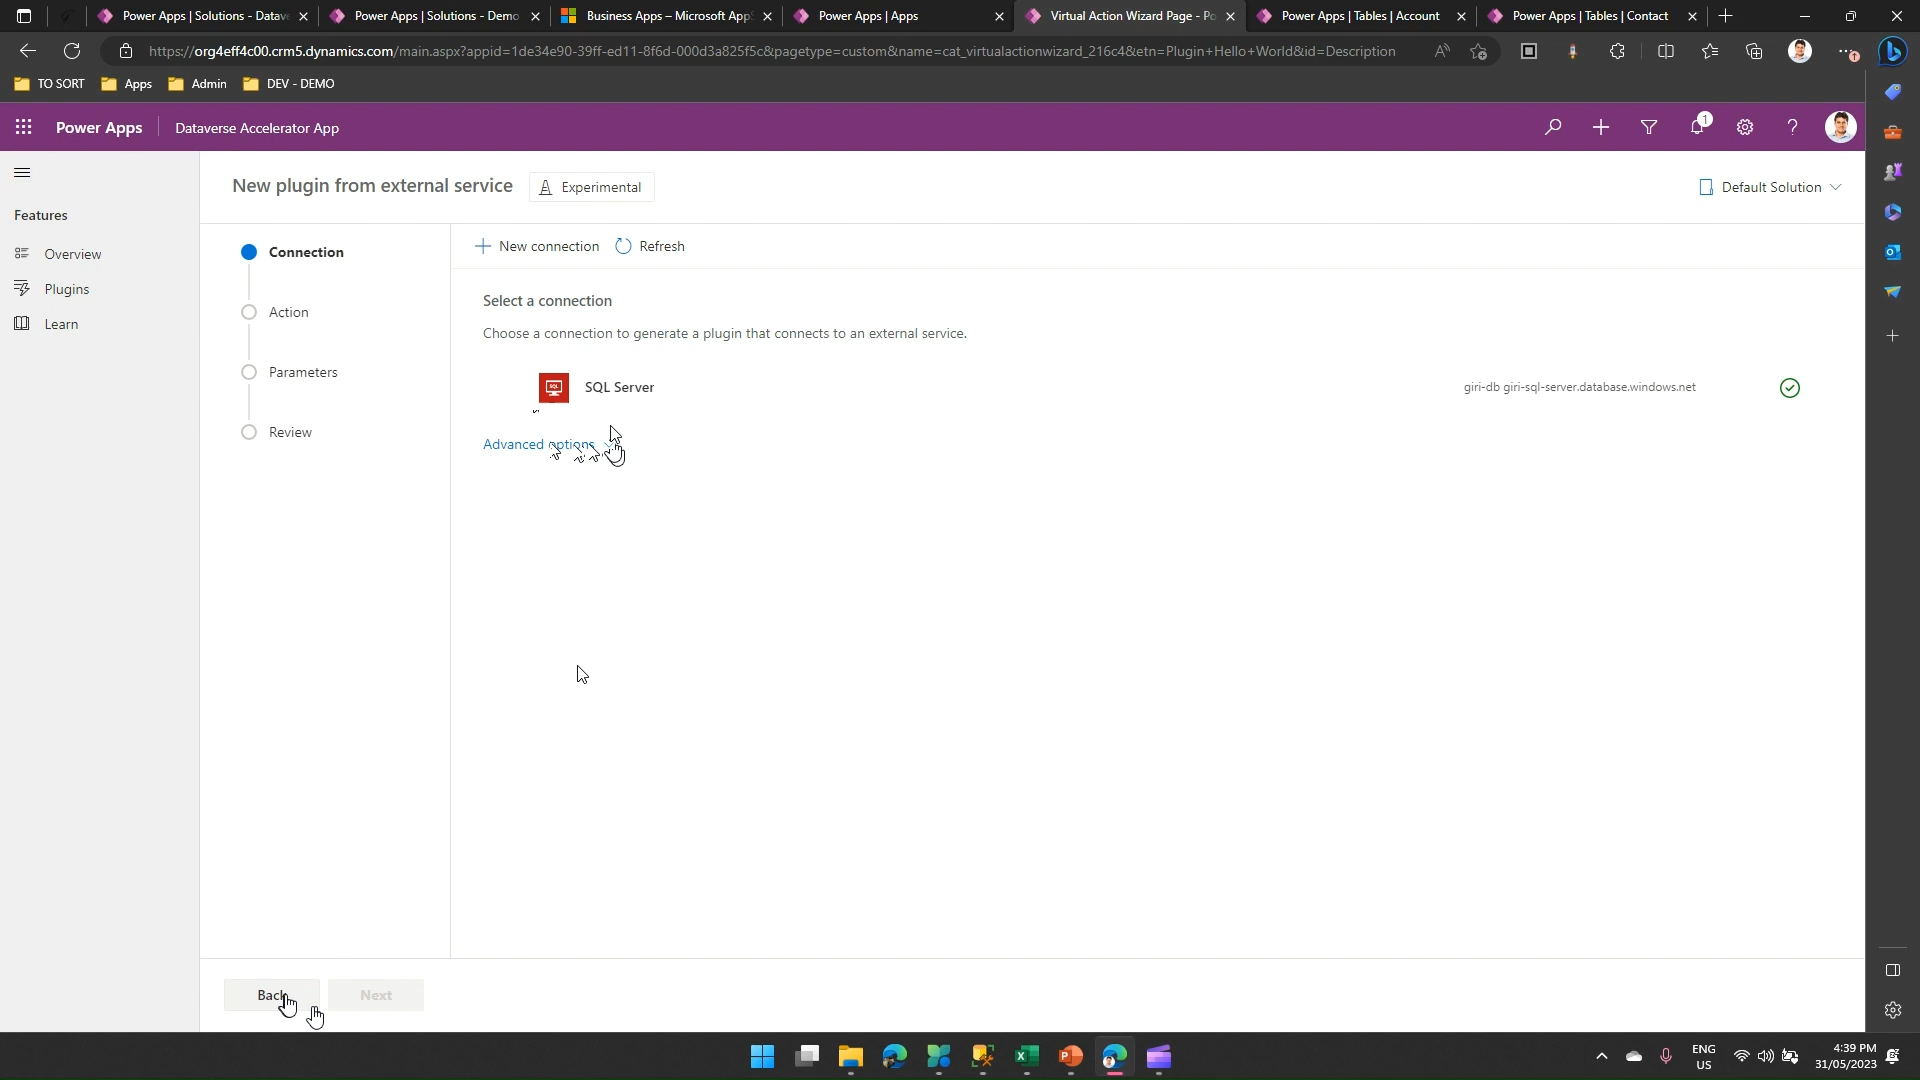 Power Apps | Solutions - Datave
Power Apps | Solutions - Demo
Business Apps – Microsoft AppS
Power Apps | Apps
Virtual Action Wizard Page - Po
Power Apps | Tables | Account
Power Apps | Tables | Contact
https://org4eff4c00.crm5.dynamics.com/main.aspx?appid=1de34e90-39ff-ed11-8f6d-000d3a825f5c&pagetype=custom&name=cat_virtualactionwizard_216c4&etn=Plugin+Hello+World&id=Description
TO SORT
Apps
Admin
DEV - DEMO
Power Apps
Dataverse Accelerator App
1
New plugin from external service
Experimental
Default Solution
Features
Overview
Plugins
Learn
Connection
Action
Parameters
Review
New connection
Refresh
Select a connection
Choose a connection to generate a plugin that connects to an external service.
SQL
SQL Server
giri-db giri-sql-server.database.windows.net
Advanced options
Back
Next
ENG
US
4:39 PM
31/05/2023